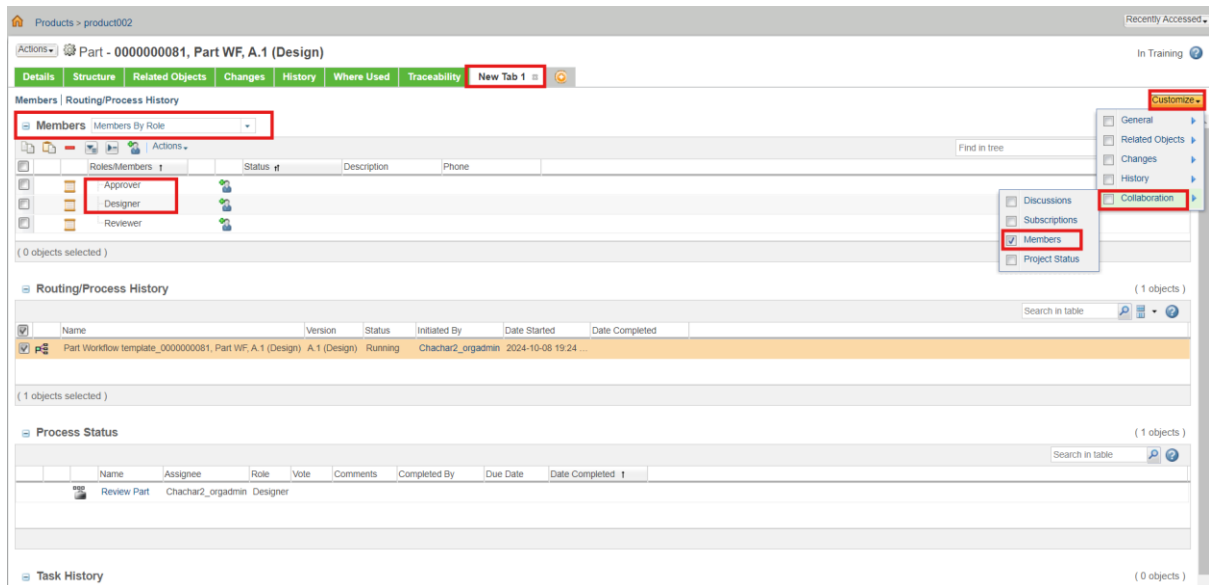 Products > product002
Recently Accessed
Actions Part - 0000000081, Part WF, A.1 (Design)
In Training
Details Structure Related Objects Changes History Where Used Traceability New Tab 1
Members | Routing/Process History
Customize
General
Related Objects
Changes
History
Collaboration
Discussions
Subscriptions
Members
Project Status
Members Members By Role
Actions
Find in tree
Roles/Members Status Description Phone
Approver
Designer
Reviewer
( 0 objects selected )
Routing/Process History
( 1 objects )
Search in table
Name Version Status Initiated By Date Started Date Completed
Part Workflow template_0000000081, Part WF, A.1 (Design) A.1 (Design) Running Chachar2_orgadmin 2024-10-08 19:24 ...
( 1 objects selected )
Process Status
( 1 objects )
Search in table
Name Assignee Role Vote Comments Completed By Due Date Date Completed
Review Part Chachar2_orgadmin Designer
Task History
( 0 objects )